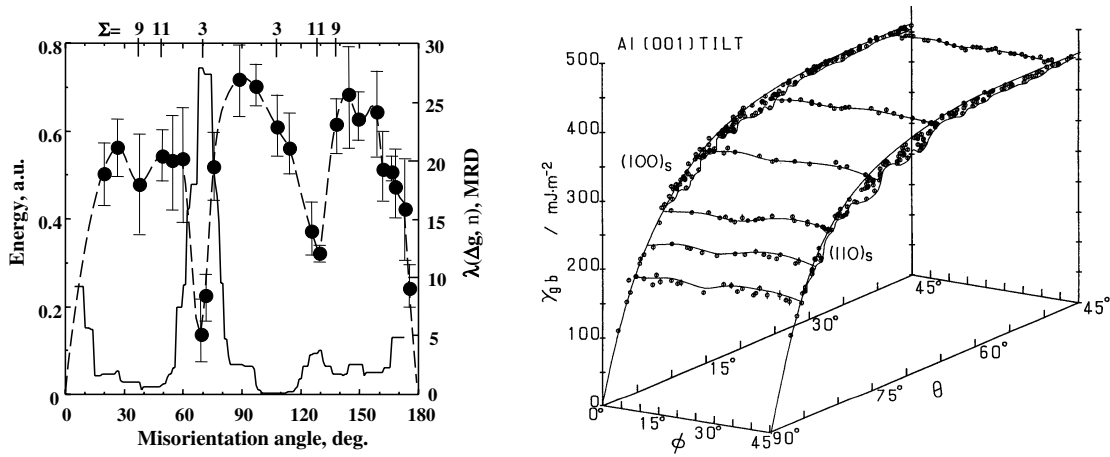 Σ= 9 11 3 3 11 9
0.8
0.6
0.4
0.2
0
30
25
20
15
10
5
0
Energy, a.u.
λ(Δg, n), MRD
0 30 60 90 120 150 180
Misorientation angle, deg.
Al (001) TILT
500
400
300
200
100
0
γgb / mJ·m⁻²
(100)s
(110)s
45°
30°
15°
45°
60°
75°
θ
0° 15° 30° 45 90°
φ